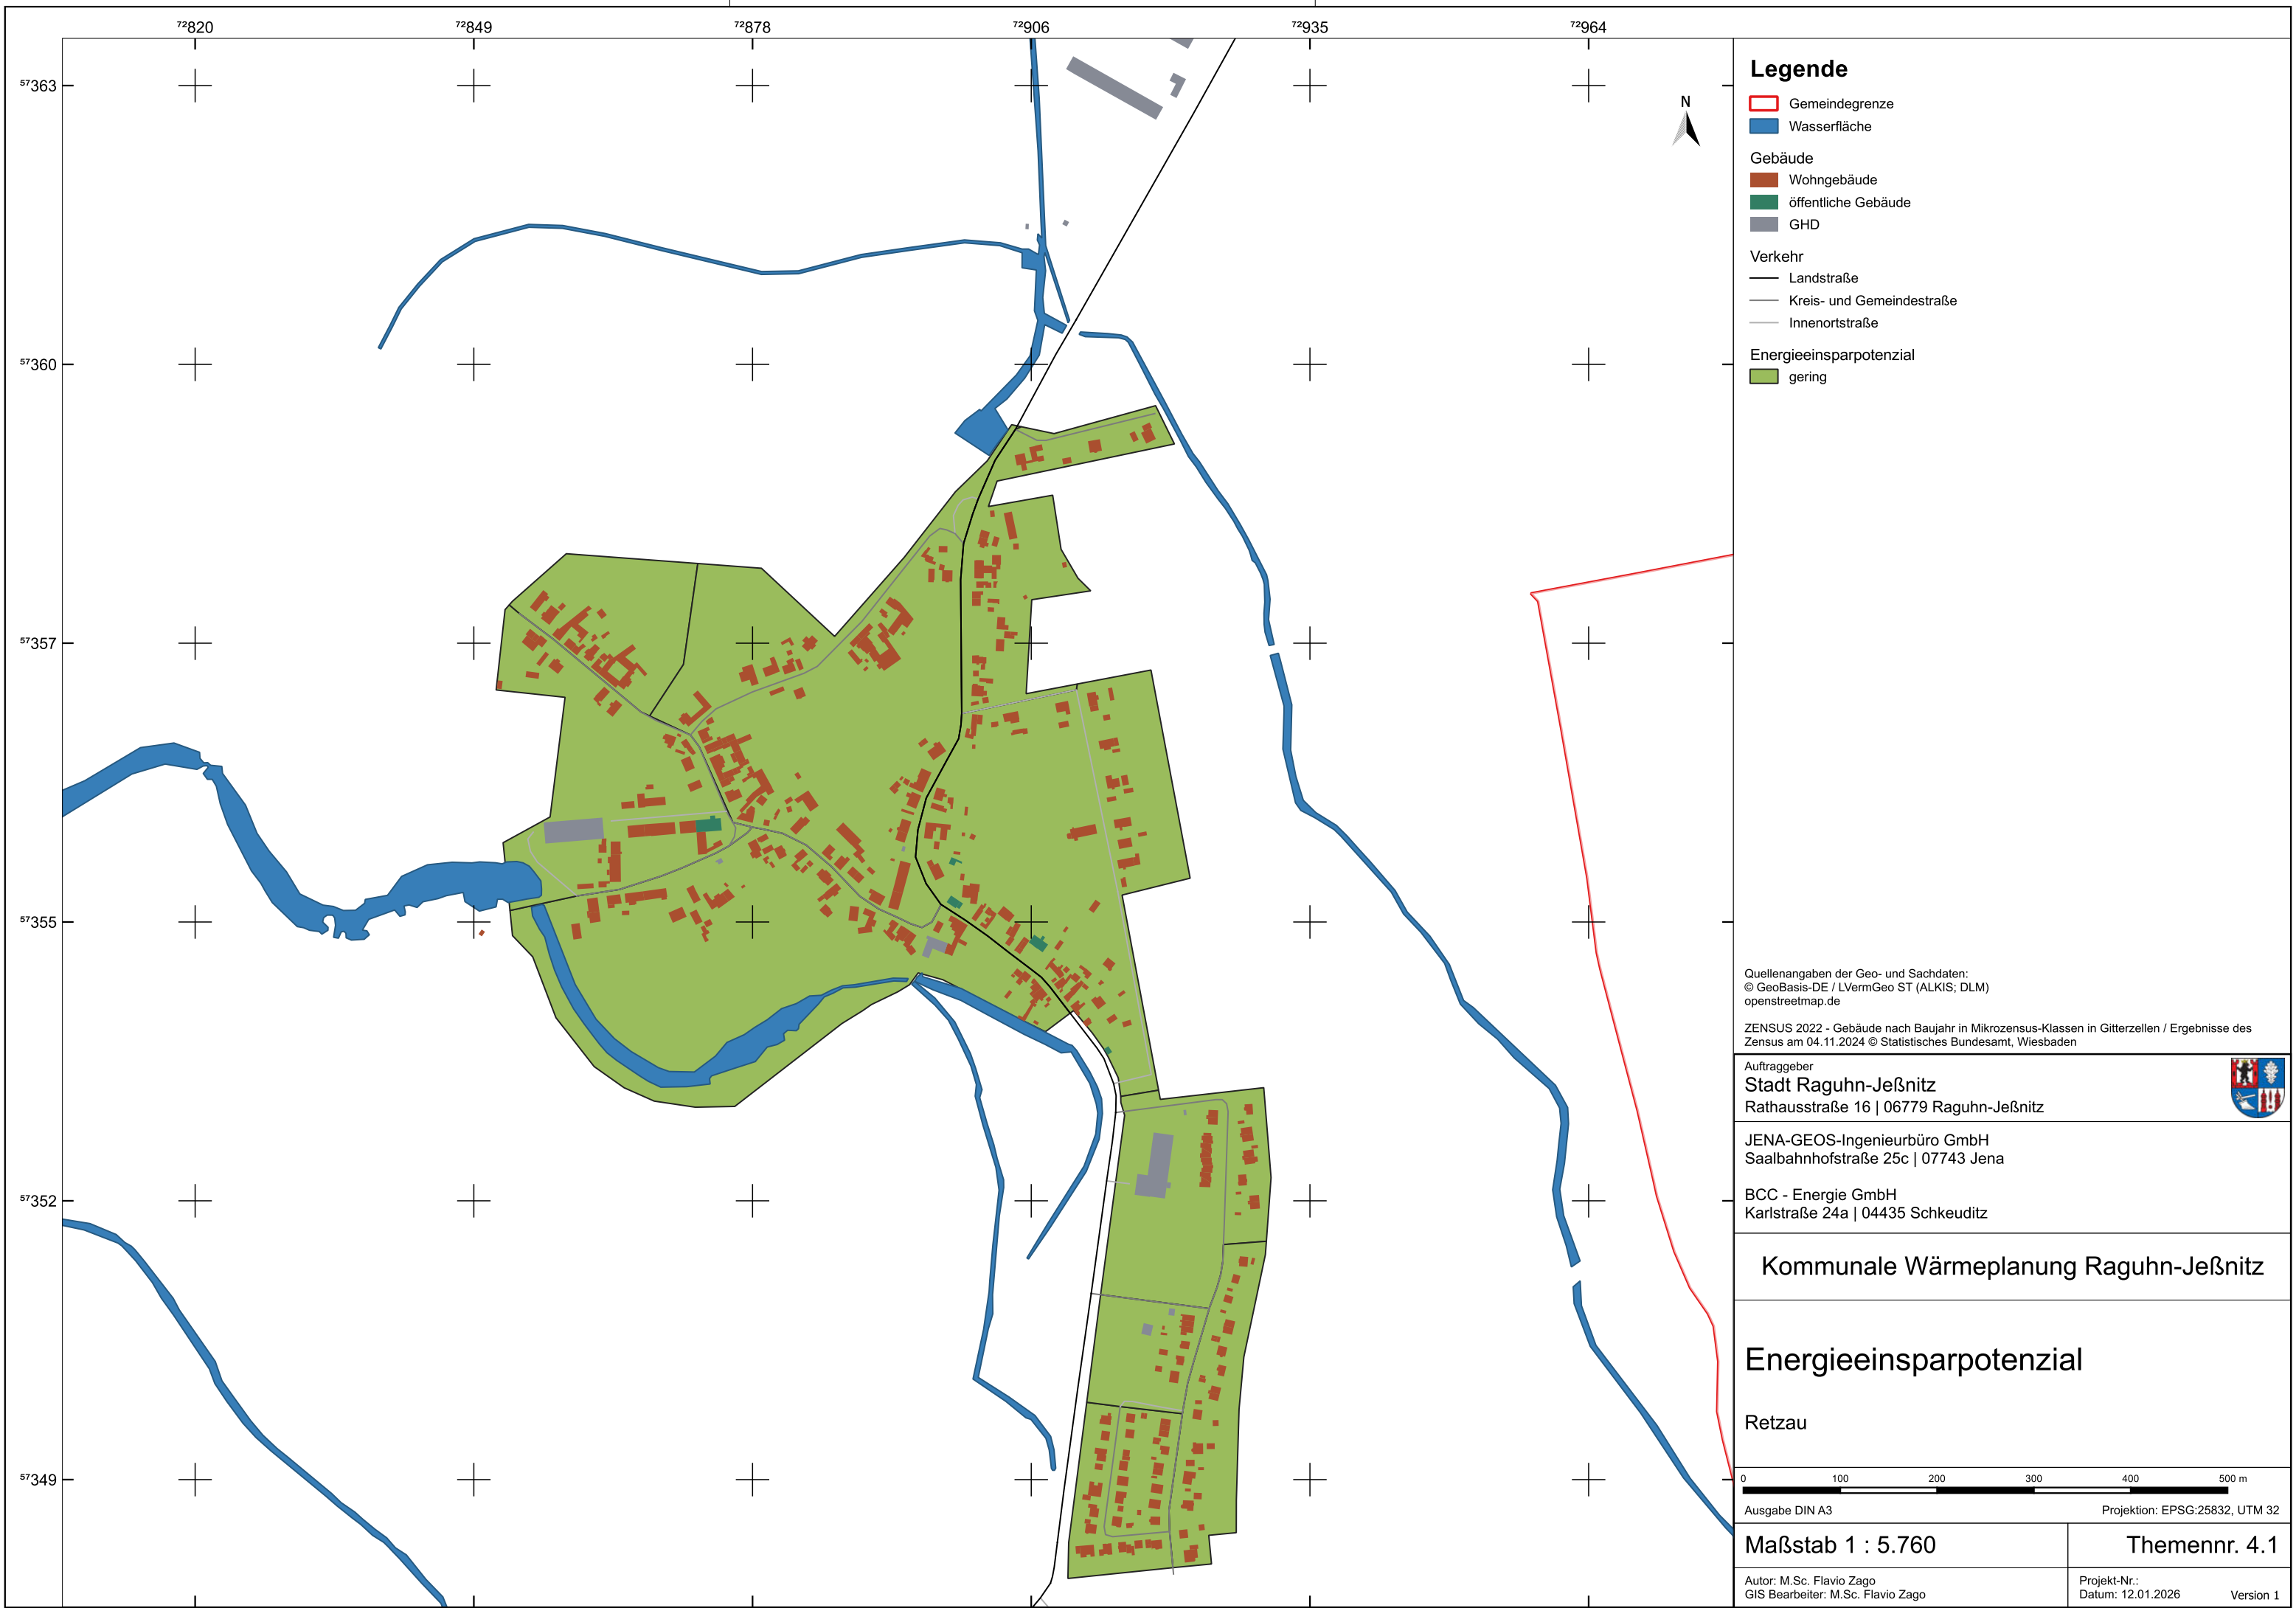 72820 72849 72878 72906 72935 72964
57363
57360
57357
57355
57352
57349
N
Legende
Gemeindegrenze
Wasserfläche
Gebäude
Wohngebäude
öffentliche Gebäude
GHD
Verkehr
Landstraße
Kreis- und Gemeindestraße
Innenortstraße
Energieeinsparpotenzial
gering
Quellenangaben der Geo- und Sachdaten:
© GeoBasis-DE / LVermGeo ST (ALKIS; DLM)
openstreetmap.de
ZENSUS 2022 - Gebäude nach Baujahr in Mikrozensus-Klassen in Gitterzellen / Ergebnisse des
Zensus am 04.11.2024 © Statistisches Bundesamt, Wiesbaden
Auftraggeber
Stadt Raguhn-Jeßnitz
Rathausstraße 16 | 06779 Raguhn-Jeßnitz
JENA-GEOS-Ingenieurbüro GmbH
Saalbahnhofstraße 25c | 07743 Jena
BCC - Energie GmbH
Karlstraße 24a | 04435 Schkeuditz
Kommunale Wärmeplanung Raguhn-Jeßnitz
Energieeinsparpotenzial
Retzau
0 100 200 300 400 500 m
Ausgabe DIN A3 Projektion: EPSG:25832, UTM 32
Maßstab 1 : 5.760 Themennr. 4.1
Autor: M.Sc. Flavio Zago Projekt-Nr.:
GIS Bearbeiter: M.Sc. Flavio Zago Datum: 12.01.2026 Version 1